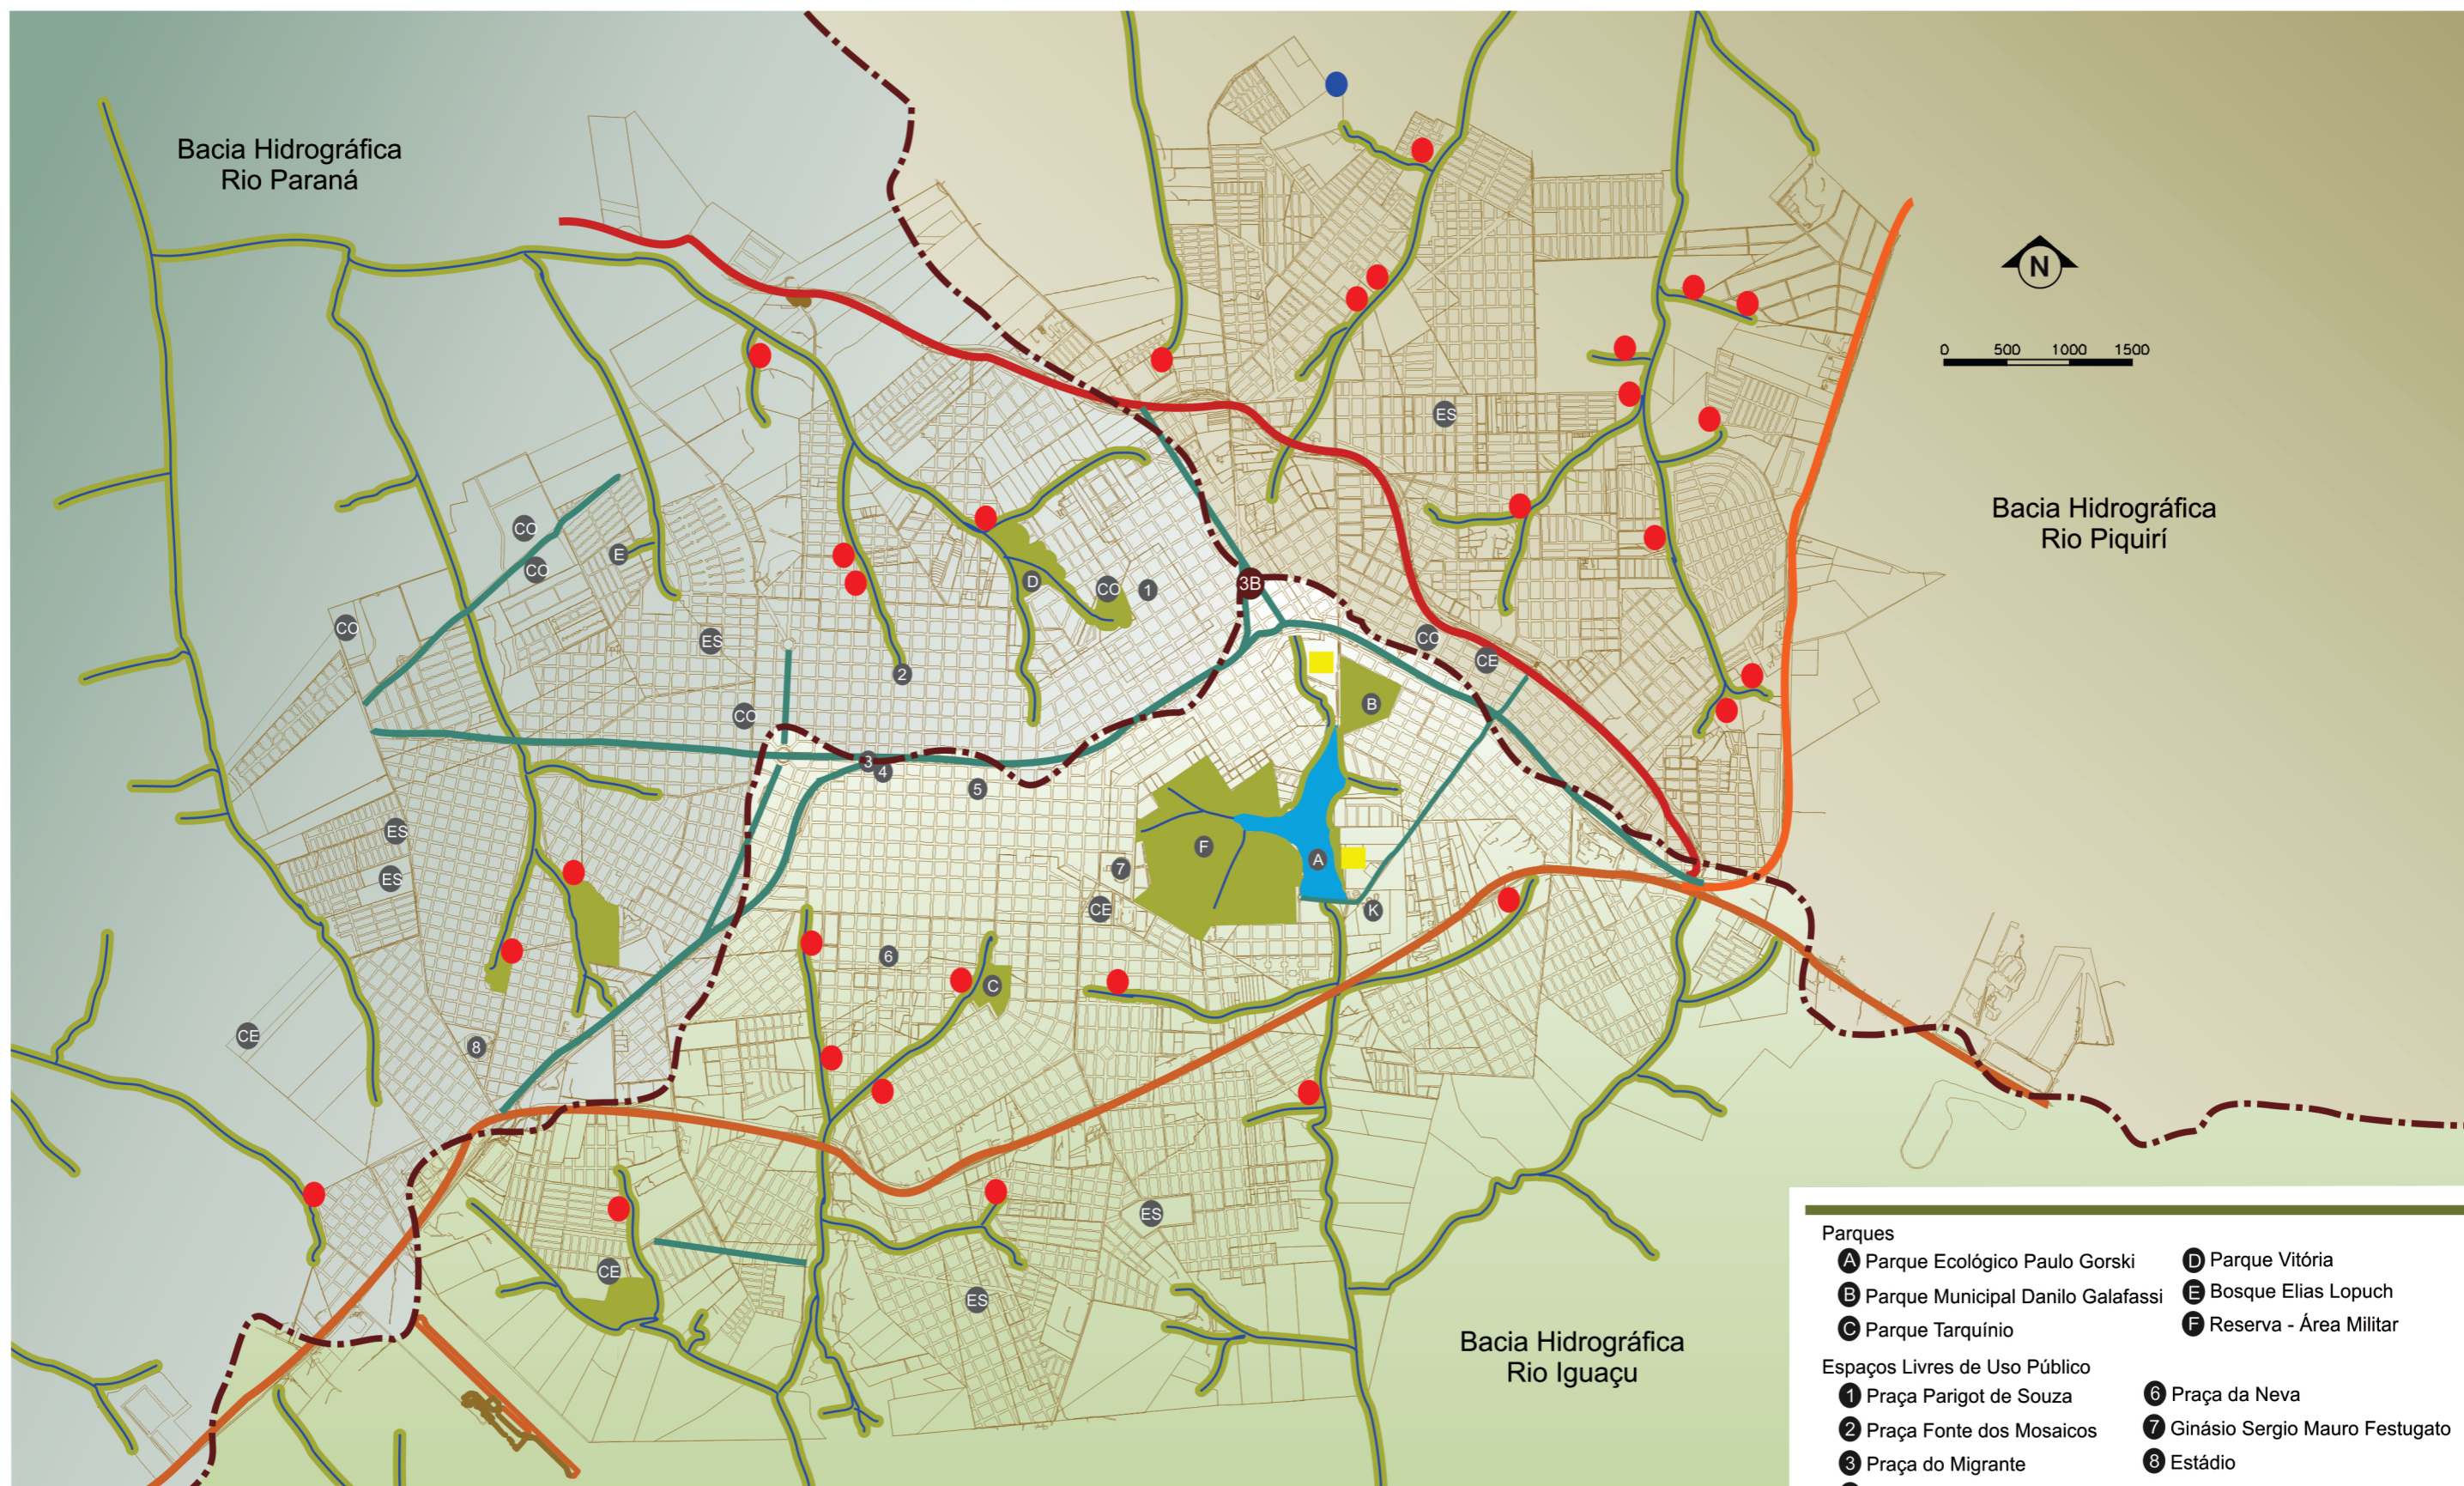 Bacia Hidrográfica
Rio Paraná
N
0 500 1000 1500
ES
Bacia Hidrográfica
Rio Piquirí
CO
CO
E
D
CO
1
3B
CO
ES
CO
CE
2
B
CO
3
4
5
ES
F
A
7
ES
CE
K
6
C
CE
8
ES
CE
ES
Bacia Hidrográfica
Rio Iguaçu
Parques
A Parque Ecológico Paulo Gorski
B Parque Municipal Danilo Galafassi
C Parque Tarquínio
D Parque Vitória
E Bosque Elias Lopuch
F Reserva - Área Militar
Espaços Livres de Uso Público
1 Praça Parigot de Souza
2 Praça Fonte dos Mosaicos
3 Praça do Migrante
6 Praça da Neva
7 Ginásio Sergio Mauro Festugato
8 Estádio